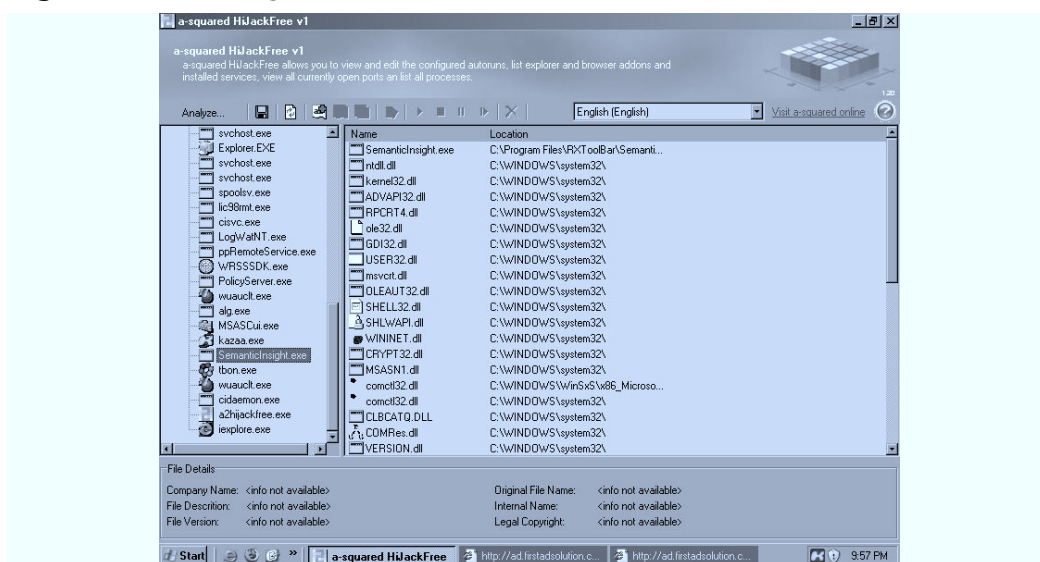 a-squared HiJackFree v1
a-squared HiJackFree v1
a-squared HiJackFree allows you to view and edit the configured autoruns, list explorer and browser addons and
installed services, view all currently open ports an list all processes.
1.20
Analyze... English (English) Visit a-squared online
svchost.exe
Explorer.EXE
svchost.exe
svchost.exe
spoolsv.exe
lic98rmt.exe
cisvc.exe
LogWatNT.exe
ppRemoteService.exe
WRSSSDK.exe
PolicyServer.exe
wuauclt.exe
alg.exe
MSASCui.exe
kazaa.exe
SemanticInsight.exe
tbon.exe
wuauclt.exe
cidaemon.exe
a2hijackfree.exe
iexplore.exe
Name Location
SemanticInsight.exe C:\Program Files\RXToolBar\Semanti...
ntdll.dll C:\WINDOWS\system32\
kernel32.dll C:\WINDOWS\system32\
ADVAPI32.dll C:\WINDOWS\system32\
RPCRT4.dll C:\WINDOWS\system32\
ole32.dll C:\WINDOWS\system32\
GDI32.dll C:\WINDOWS\system32\
USER32.dll C:\WINDOWS\system32\
msvcrt.dll C:\WINDOWS\system32\
OLEAUT32.dll C:\WINDOWS\system32\
SHELL32.dll C:\WINDOWS\system32\
SHLWAPI.dll C:\WINDOWS\system32\
WININET.dll C:\WINDOWS\system32\
CRYPT32.dll C:\WINDOWS\system32\
MSASN1.dll C:\WINDOWS\system32\
comctl32.dll C:\WINDOWS\WinSxS\x86_Microso...
comctl32.dll C:\WINDOWS\system32\
CLBCATQ.DLL C:\WINDOWS\system32\
COMRes.dll C:\WINDOWS\system32\
VERSION.dll C:\WINDOWS\system32\
File Details
Company Name: <info not available> Original File Name: <info not available>
File Descrition: <info not available> Internal Name: <info not available>
File Version: <info not available> Legal Copyright: <info not available>
Start » a-squared HiJackFree http://ad.firstadsolution.c... http://ad.firstadsolution.c... 9:57 PM